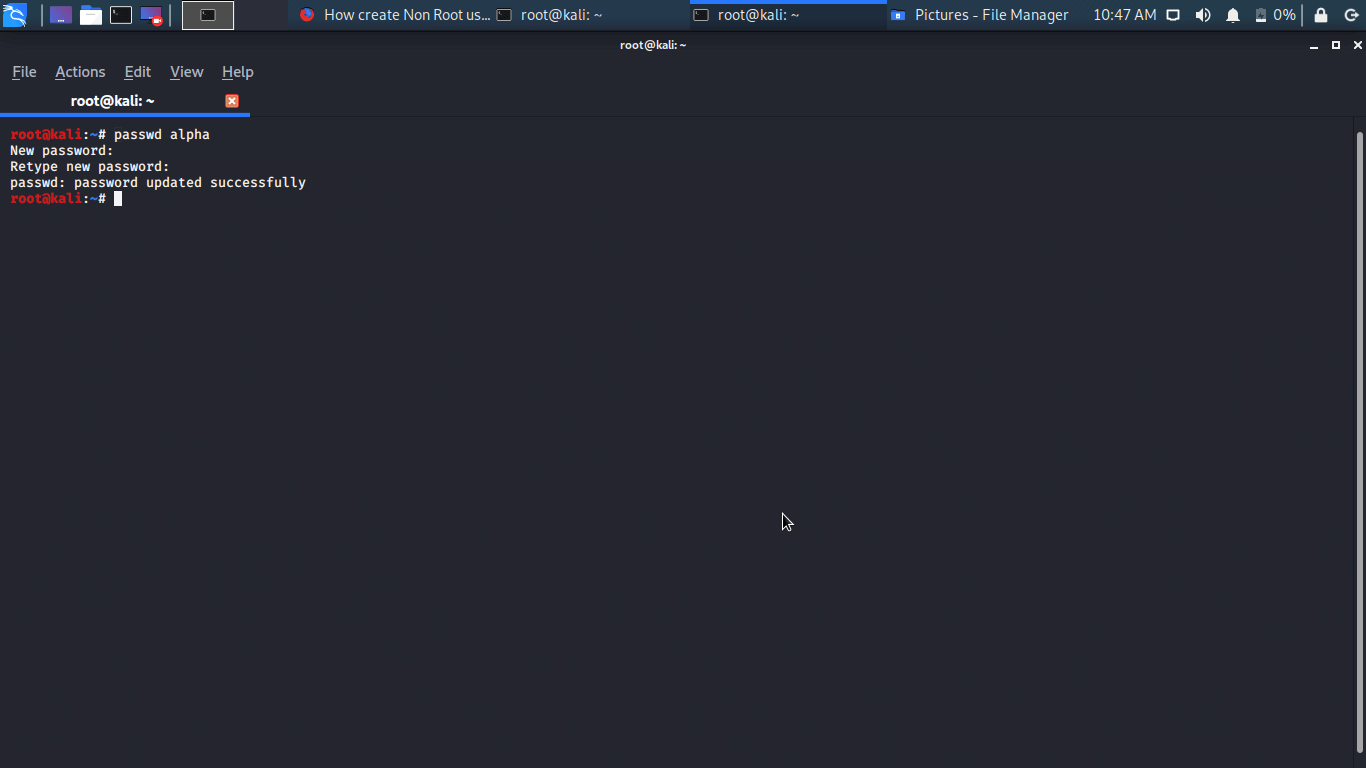 How create Non Root us... root@kali: ~ root@kali: ~ Pictures - File Manager 10:47 AM 0%
root@kali: ~
File Actions Edit View Help
root@kali: ~
root@kali:~# passwd alpha
New password:
Retype new password:
passwd: password updated successfully
root@kali:~#